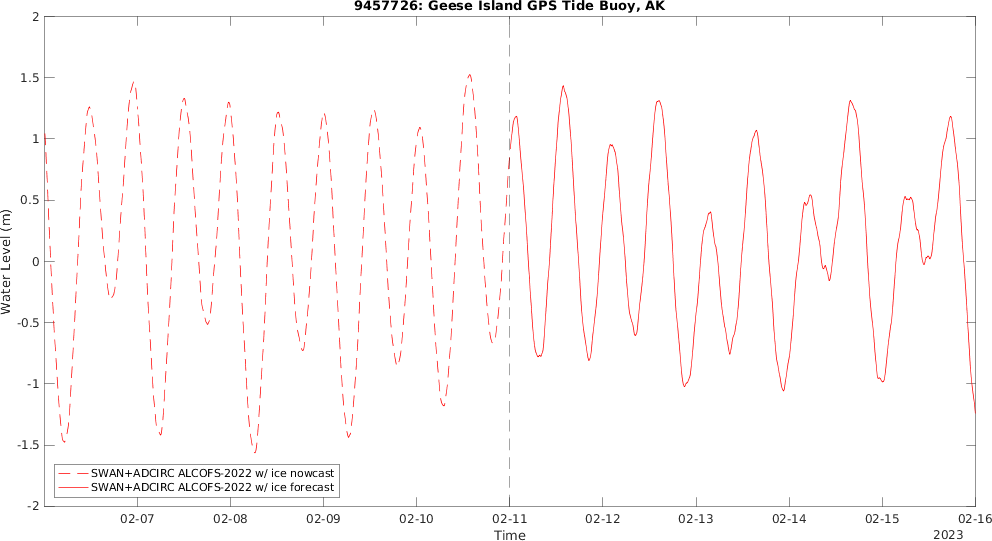 9457726: Geese Island GPS Tide Buoy, AK
2
1.5
1
0.5
0
-0.5
-1
-1.5
-2
Water Level (m)
SWAN+ADCIRC ALCOFS-2022 w/ ice nowcast
SWAN+ADCIRC ALCOFS-2022 w/ ice forecast
02-07 02-08 02-09 02-10 02-11 02-12 02-13 02-14 02-15 02-16
Time
2023